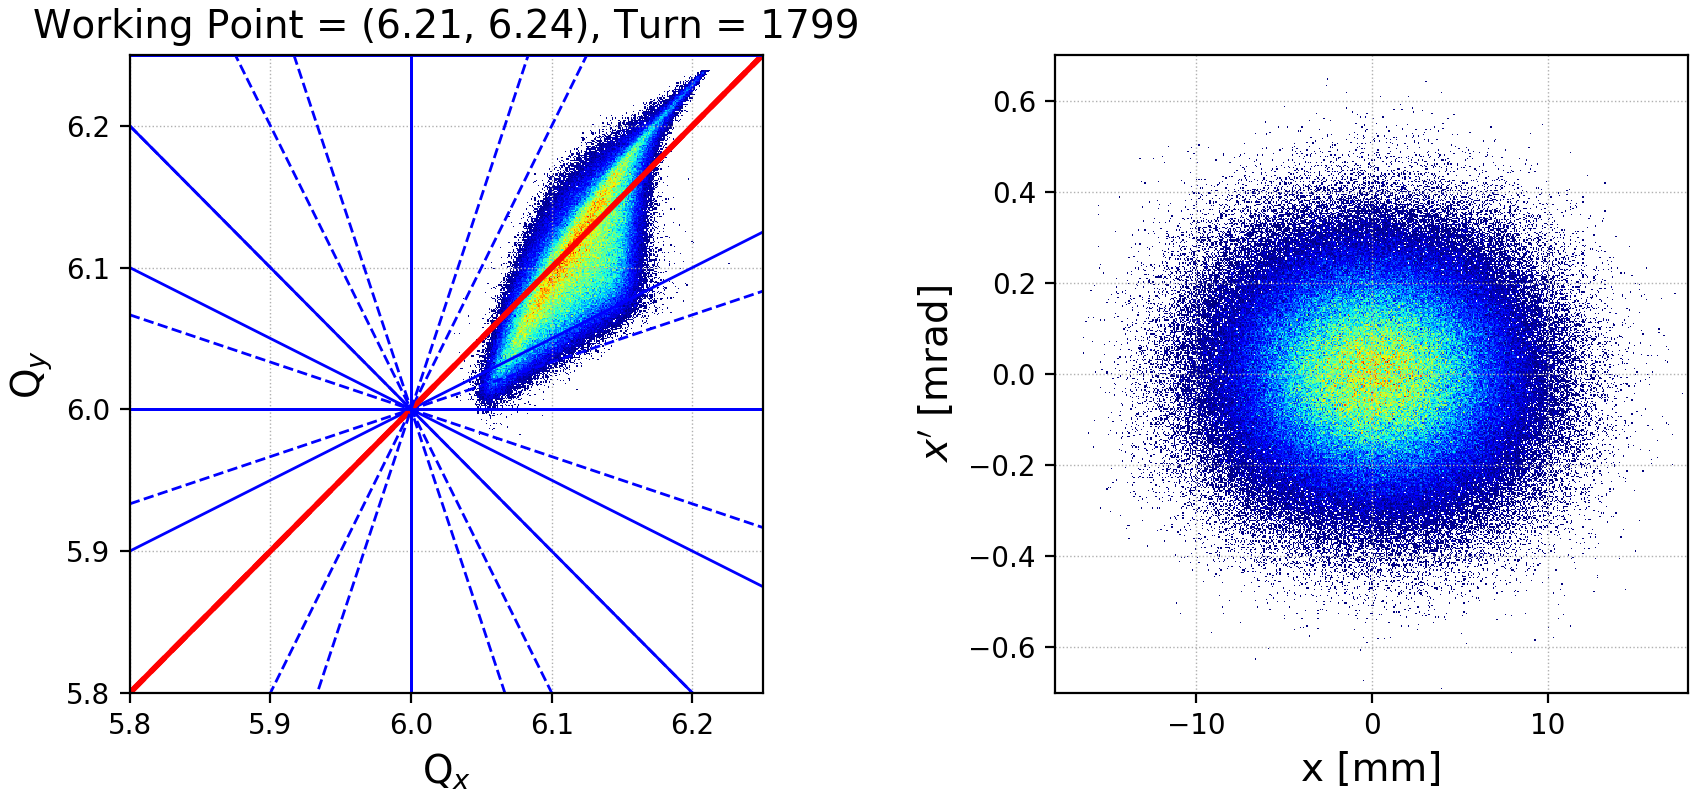 Working Point = (6.21, 6.24), Turn = 1799
6.2
6.1
6.0
5.9
5.8
5.8 5.9 6.0 6.1 6.2
Qy
Qx
0.6
0.4
0.2
0.0
−0.2
−0.4
−0.6
−10 0 10
x′ [mrad]
x [mm]